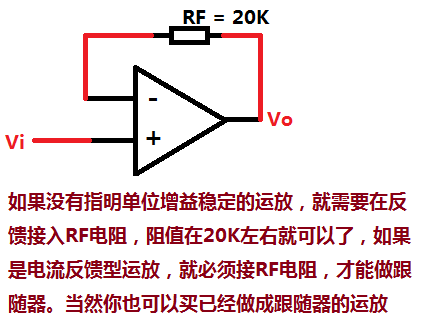 RF = 20K
-
+
Vi
Vo
如果没有指明单位增益稳定的运放，就需要在反
馈接入RF电阻，阻值在20K左右就可以了，如果
是电流反馈型运放，就必须接RF电阻，才能做跟
随器。当然你也可以买已经做成跟随器的运放